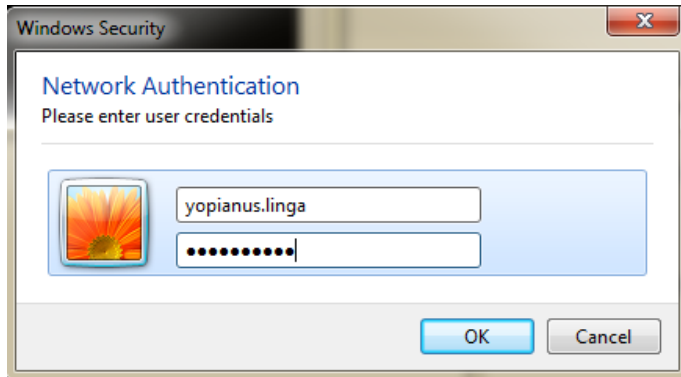 Windows Security
Network Authentication
Please enter user credentials
yopianus.linga
●●●●●●●●●●
OK
Cancel